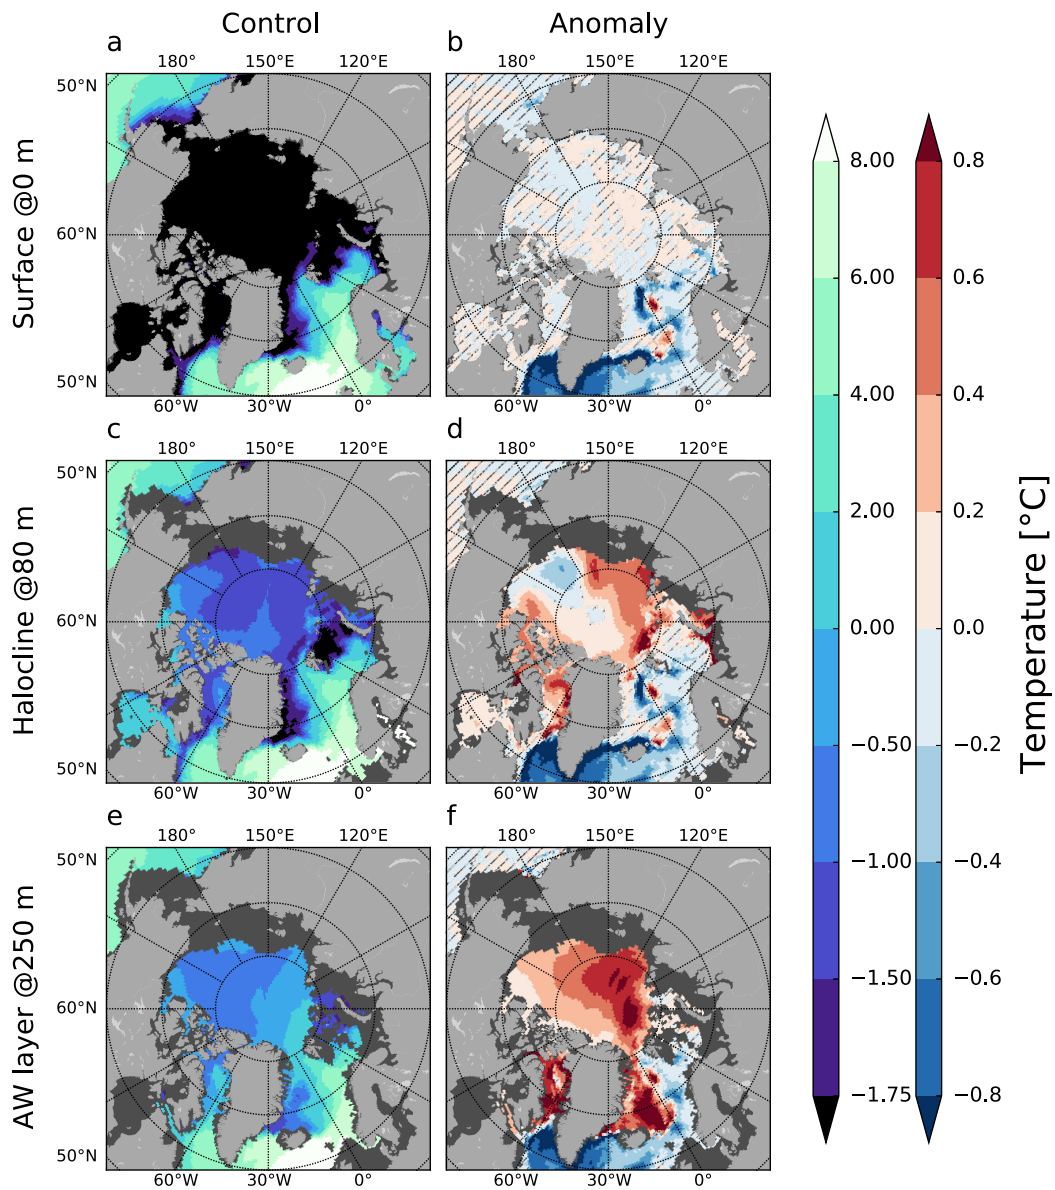 Control Anomaly
a b
180° 150°E 120°E 180° 150°E 120°E
50°N
60°N
50°N
60°W 30°W 0° 60°W 30°W 0°
Surface @0 m
c d
180° 150°E 120°E 180° 150°E 120°E
50°N
60°N
50°N
60°W 30°W 0° 60°W 30°W 0°
Halocline @80 m
e f
180° 150°E 120°E 180° 150°E 120°E
50°N
60°N
50°N
60°W 30°W 0° 60°W 30°W 0°
AW layer @250 m
8.00 0.8
6.00 0.6
4.00 0.4
2.00 0.2
0.00 0.0
−0.50 −0.2
−1.00 −0.4
−1.50 −0.6
−1.75 −0.8
Temperature [°C]